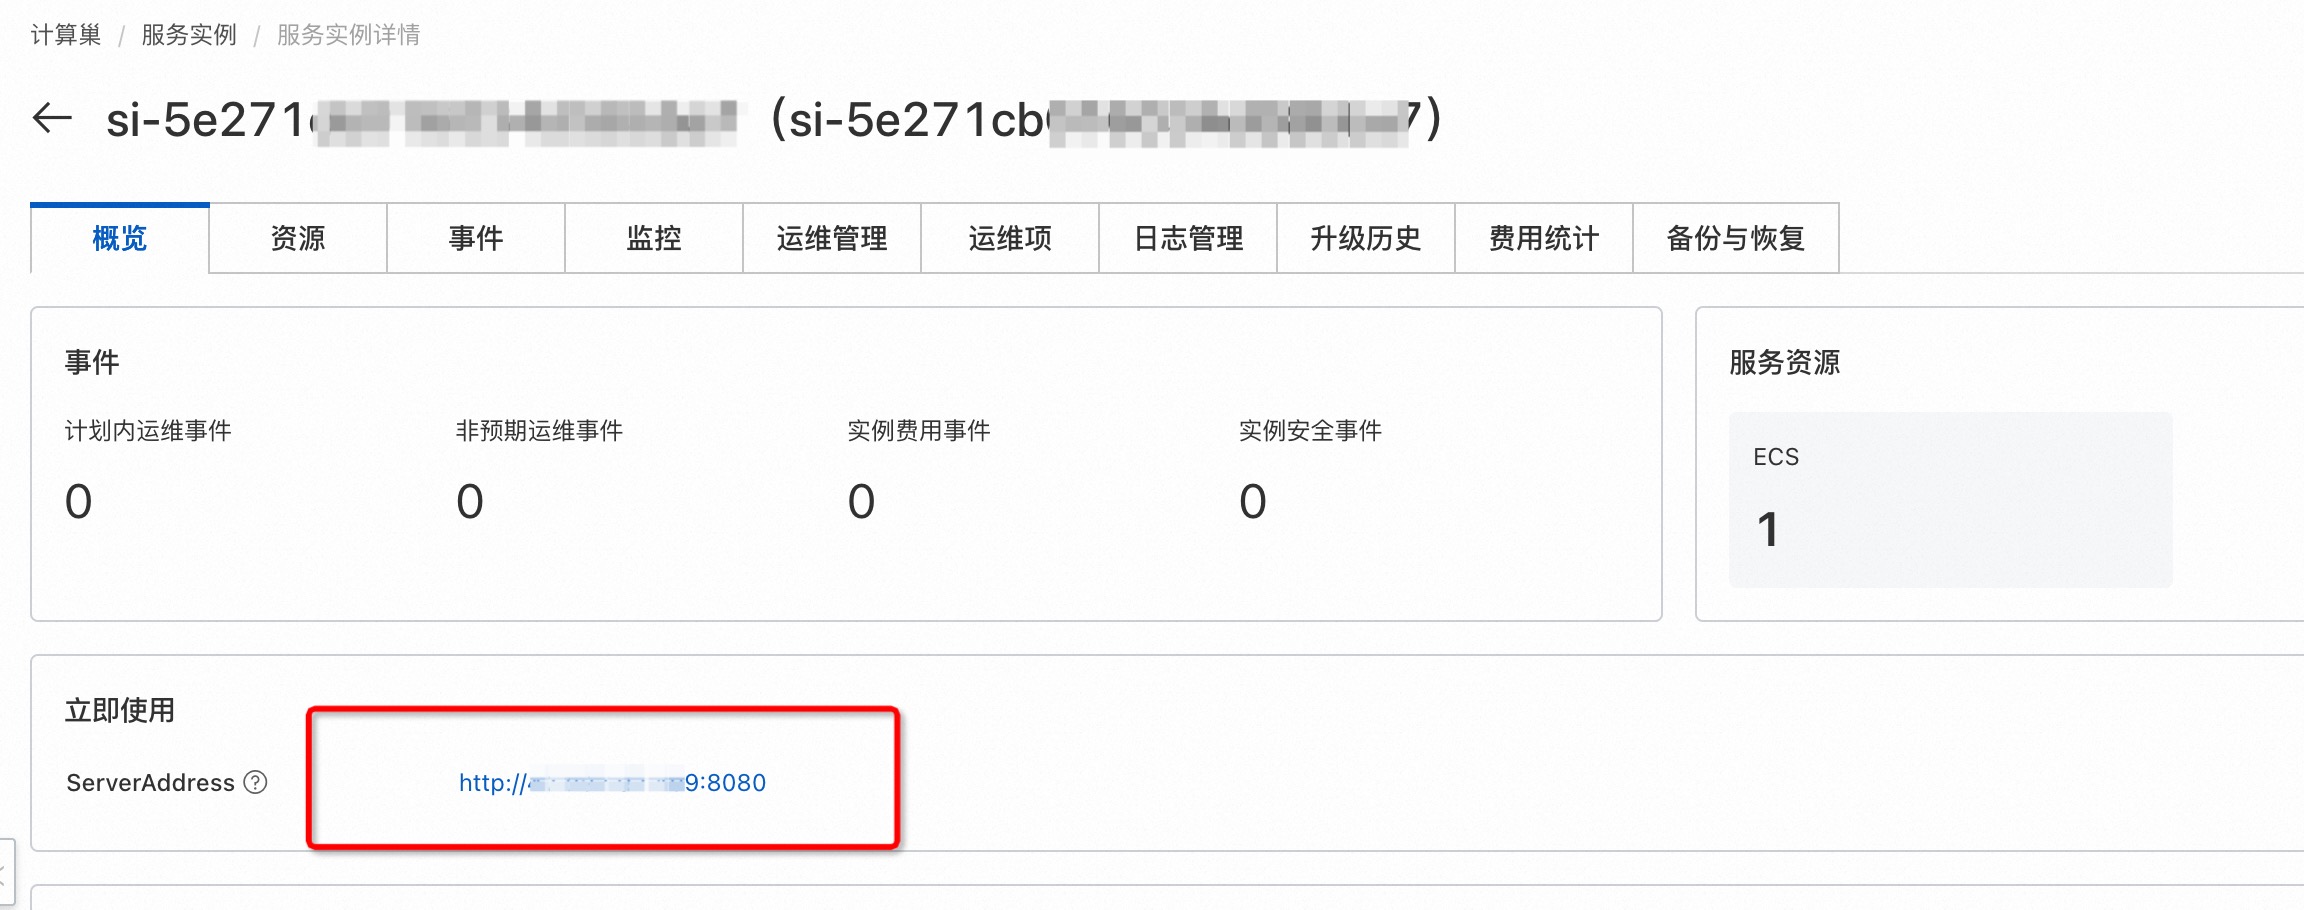 计算巢 / 服务实例 / 服务实例详情
si-5e271 (si-5e271cb 7)
概览 资源 事件 监控 运维管理 运维项 日志管理 升级历史 费用统计 备份与恢复
事件
计划内运维事件 非预期运维事件 实例费用事件 实例安全事件
0 0 0 0
服务资源
ECS
1
立即使用
ServerAddress ? http:// 9:8080